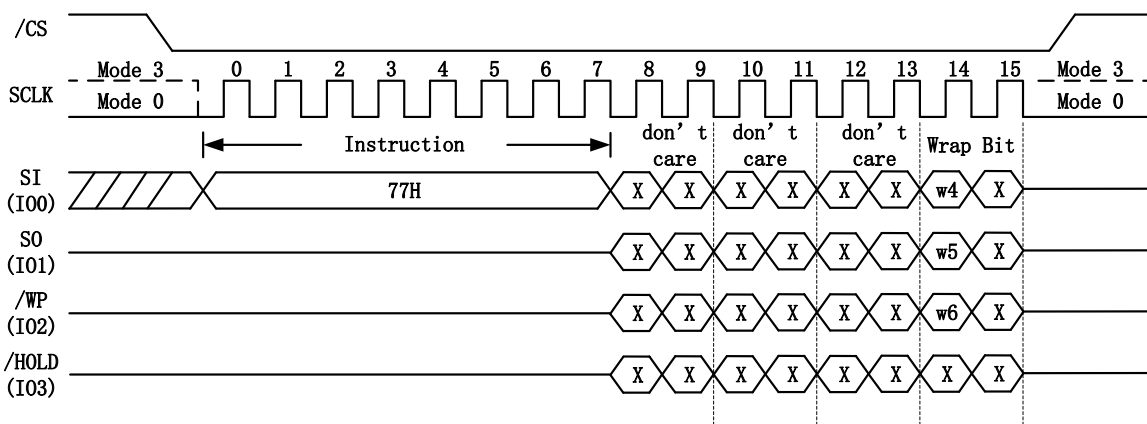 /CS
Mode 3
0 1 2 3 4 5 6 7 8 9 10 11 12 13 14 15
Mode 3
SCLK
Mode 0
Mode 0
Instruction
don't care
don't care
don't care
Wrap Bit
SI
(IO0)
77H
X X X X X X w4 X
SO
(IO1)
X X X X X X w5 X
/WP
(IO2)
X X X X X X w6 X
/HOLD
(IO3)
X X X X X X X X